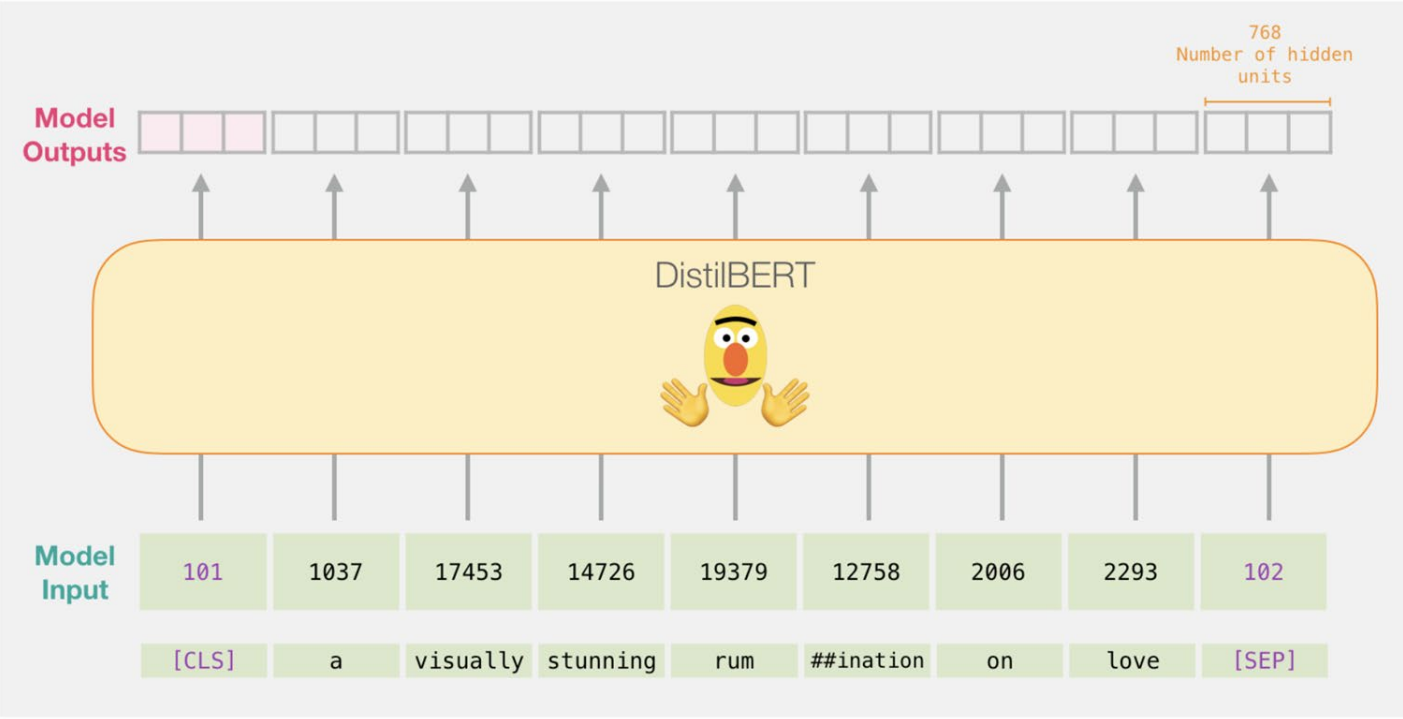 768
Number of hidden
units
Model
Outputs
DistilBERT
Model
Input
101 1037 17453 14726 19379 12758 2006 2293 102
[CLS] a visually stunning rum ##ination on love [SEP]